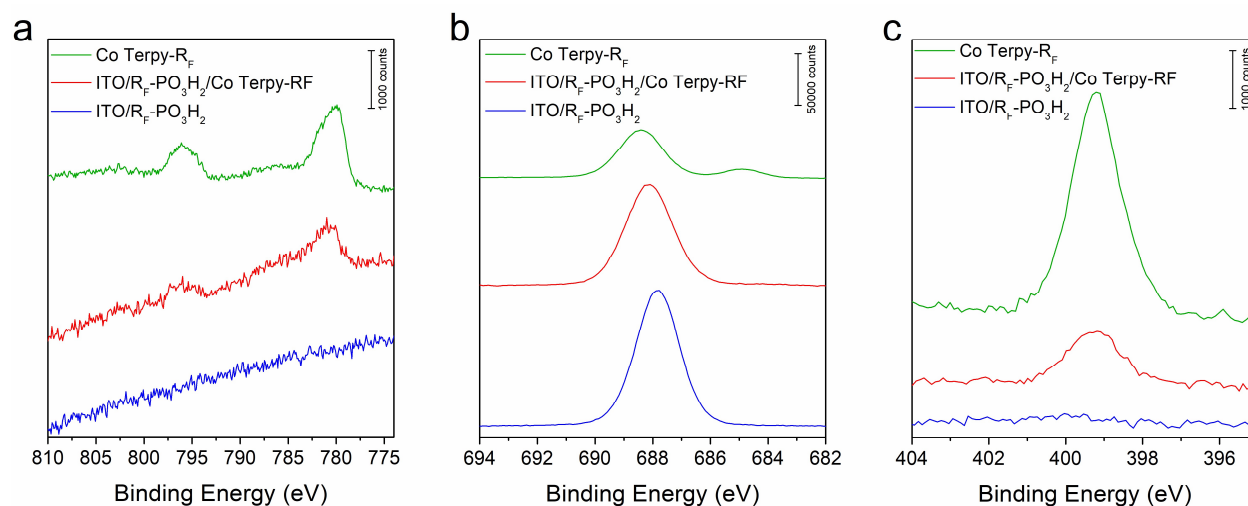 a
Co Terpy-RF
ITO/RF-PO3H2/Co Terpy-RF
ITO/RF-PO3H2
1000 counts
810 805 800 795 790 785 780 775
Binding Energy (eV)
b
Co Terpy-RF
ITO/RF-PO3H2/Co Terpy-RF
ITO/RF-PO3H2
50000 counts
694 692 690 688 686 684 682
Binding Energy (eV)
c
Co Terpy-RF
ITO/RF-PO3H2/Co Terpy-RF
ITO/RF-PO3H2
1000 counts
404 402 400 398 396
Binding Energy (eV)